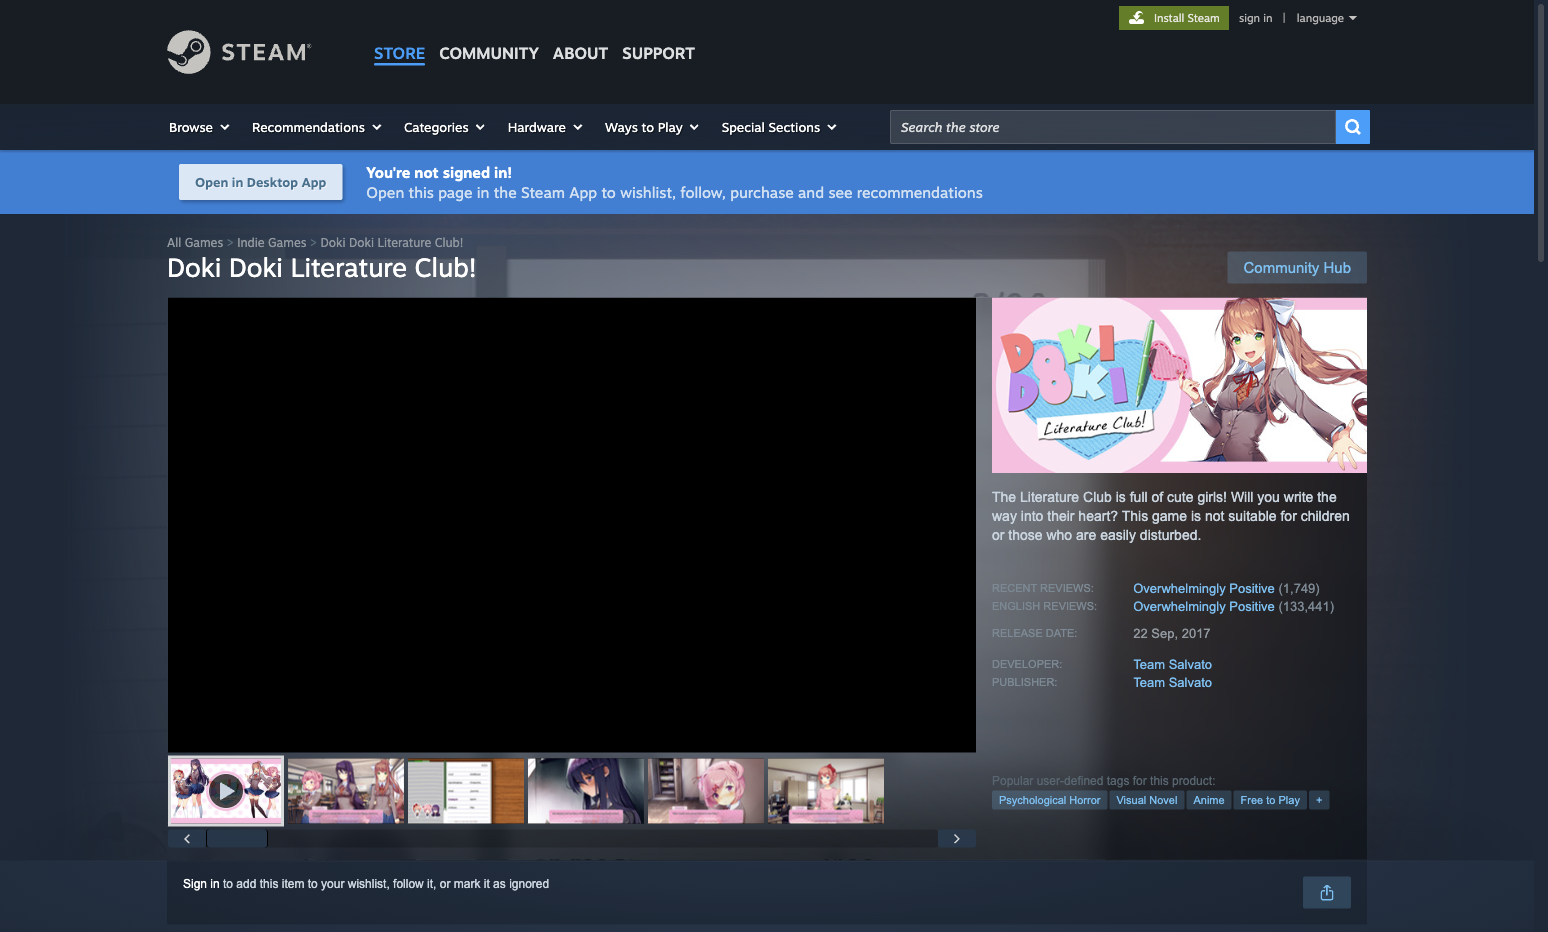 Install Steam
sign in | language
STEAM®
STORE COMMUNITY ABOUT SUPPORT
Browse Recommendations Categories Hardware Ways to Play Special Sections
Search the store
Open in Desktop App
You're not signed in!
Open this page in the Steam App to wishlist, follow, purchase and see recommendations
All Games > Indie Games > Doki Doki Literature Club!
Doki Doki Literature Club!
Community Hub
DOKI
DOKI
Literature Club!
The Literature Club is full of cute girls! Will you write the
way into their heart? This game is not suitable for children
or those who are easily disturbed.
RECENT REVIEWS: Overwhelmingly Positive (1,749)
ENGLISH REVIEWS: Overwhelmingly Positive (133,441)
RELEASE DATE: 22 Sep, 2017
DEVELOPER: Team Salvato
PUBLISHER: Team Salvato
Popular user-defined tags for this product:
Psychological Horror Visual Novel Anime Free to Play +
Sign in to add this item to your wishlist, follow it, or mark it as ignored